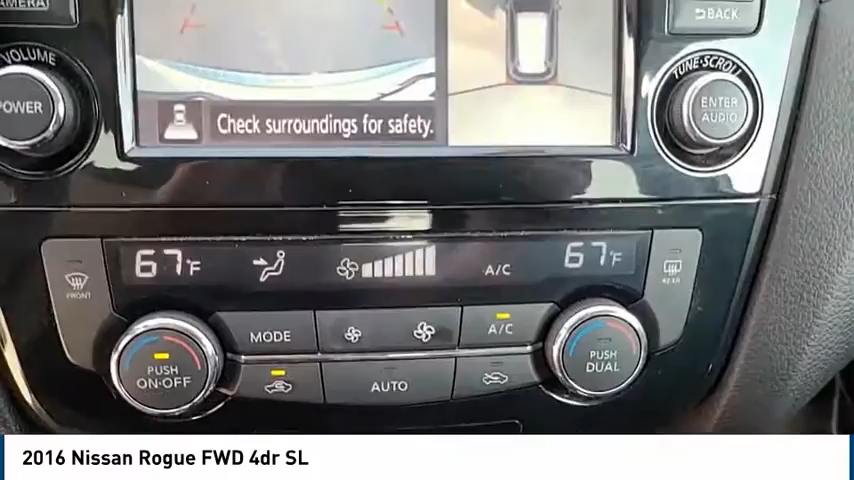 CAMERA
BACK
VOLUME
TUNE•SCROLL
POWER
ENTER
AUDIO
Check surroundings for safety.
67°F
A/C
67°F
FRONT
REAR
MODE
A/C
PUSH
ON•OFF
AUTO
PUSH
DUAL
2016 Nissan Rogue FWD 4dr SL